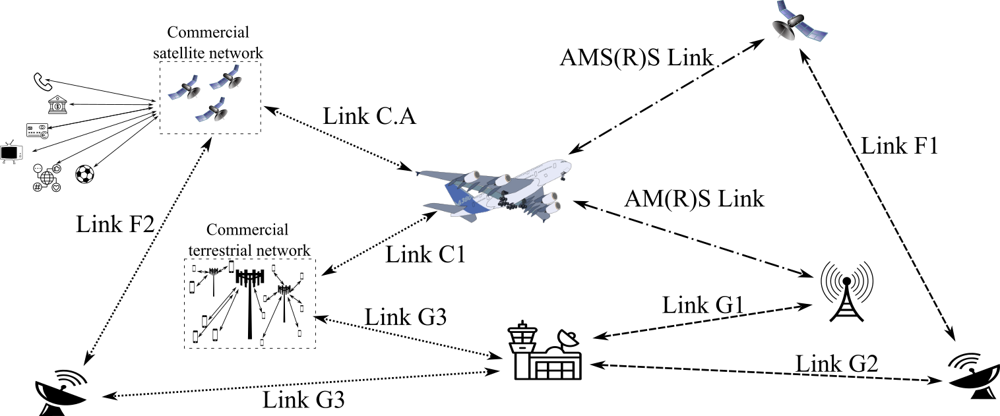 Commercial
satellite network
AMS(R)S Link
Link C.A
Link F1
AM(R)S Link
A380
Link F2
Commercial
terrestrial network
Link C1
Link G3
Link G1
Link G2
Link G3